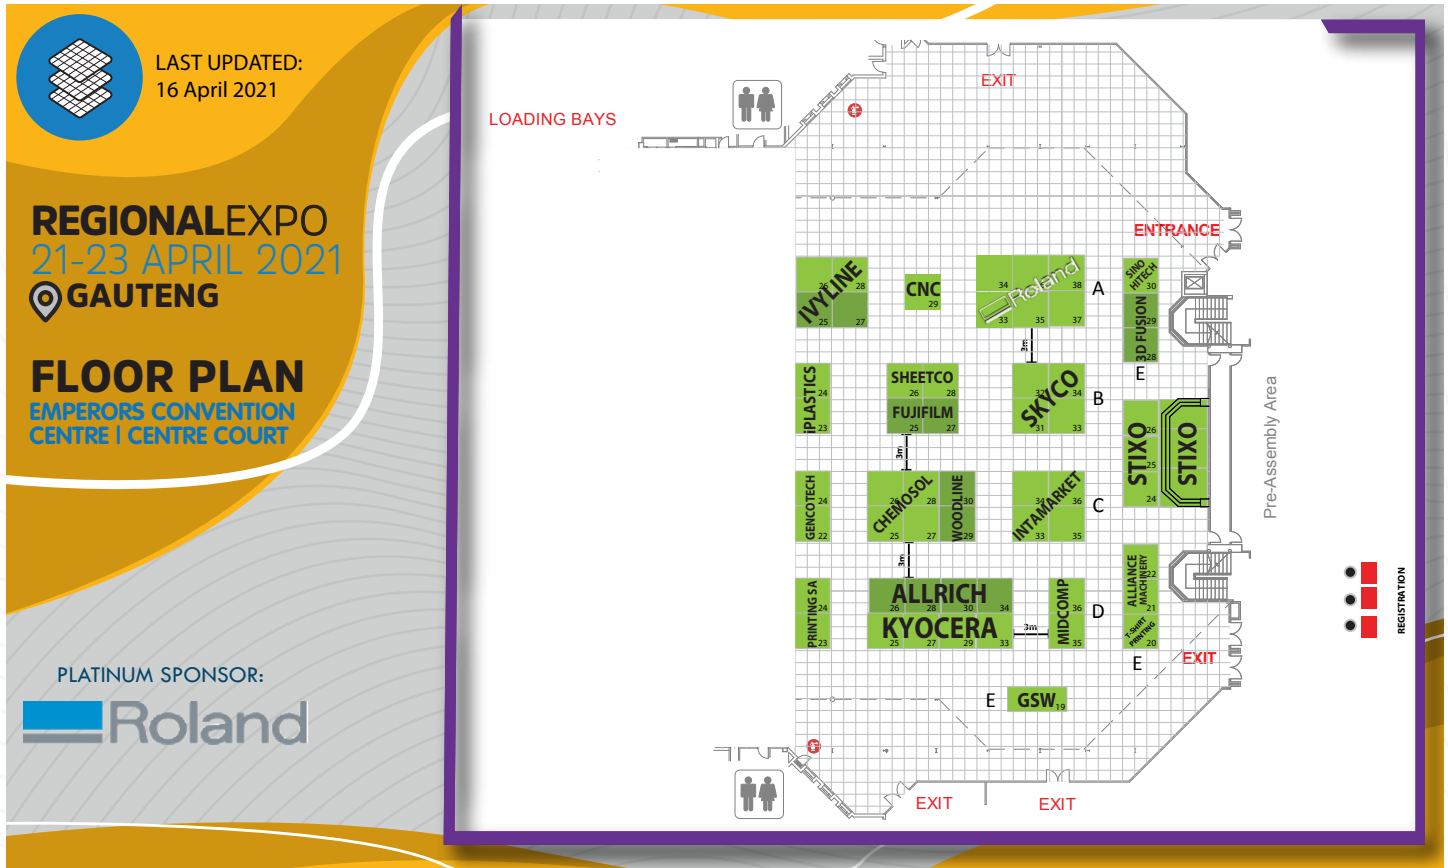 LAST UPDATED:
16 April 2021
REGIONALEXPO
21-23 APRIL 2021
GAUTENG
FLOOR PLAN
EMPERORS CONVENTION
CENTRE | CENTRE COURT
PLATINUM SPONSOR:
Roland
LOADING BAYS
EXIT
ENTRANCE
IVYLINE
26 28
25 27
CNC
29
Roland
34 38
33 35 37
A
SINO
HITECH
30
3D FUSION
29
28
E
3m
iPLASTICS
24
23
SHEETCO
26 28
FUJIFILM
25 27
SKYCO
32 34
31 33
B
3m
STIXO
26
25
24
STIXO
Pre-Assembly Area
GENCOTECH
24
22
CHEMOSOL
26 28
25 27
WOODLINE
30
29
INTAMARKET
34 36
33 35
C
3m
PRINTING SA
24
23
ALLRICH
26 28 30 34
KYOCERA
25 27 29 33
3m
MIDCOMP
36
35
D
ALLIANCE
MACHINERY
22
21
T-SHIRT
PRINTING
20
E
EXIT
REGISTRATION
E
GSW
19
EXIT
EXIT